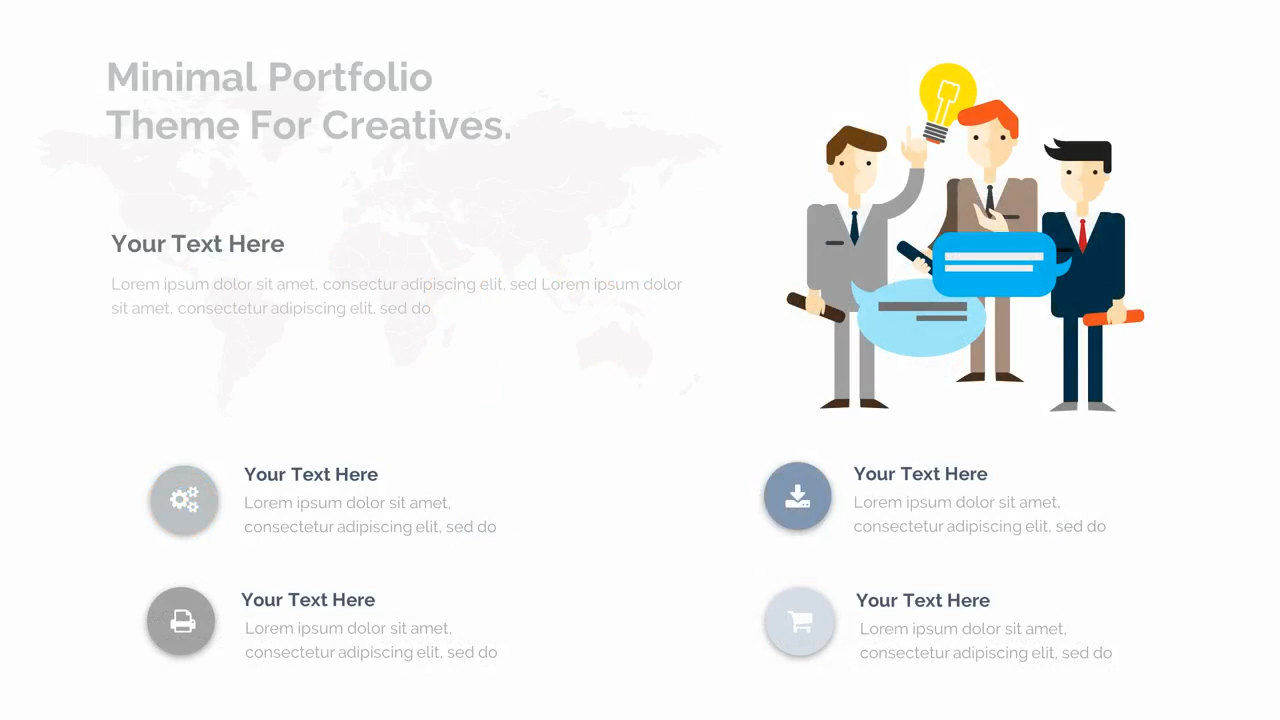 Minimal Portfolio
Theme For Creatives.
Your Text Here
Lorem ipsum dolor sit amet, consectur adipiscing elit, sed Lorem ipsum dolor
sit amet, consectetur adipiscing elit, sed do
Your Text Here
Lorem ipsum dolor sit amet,
consectetur adipiscing elit, sed do
Your Text Here
Lorem ipsum dolor sit amet,
consectetur adipiscing elit, sed do
Your Text Here
Lorem ipsum dolor sit amet,
consectetur adipiscing elit, sed do
Your Text Here
Lorem ipsum dolor sit amet,
consectetur adipiscing elit, sed do